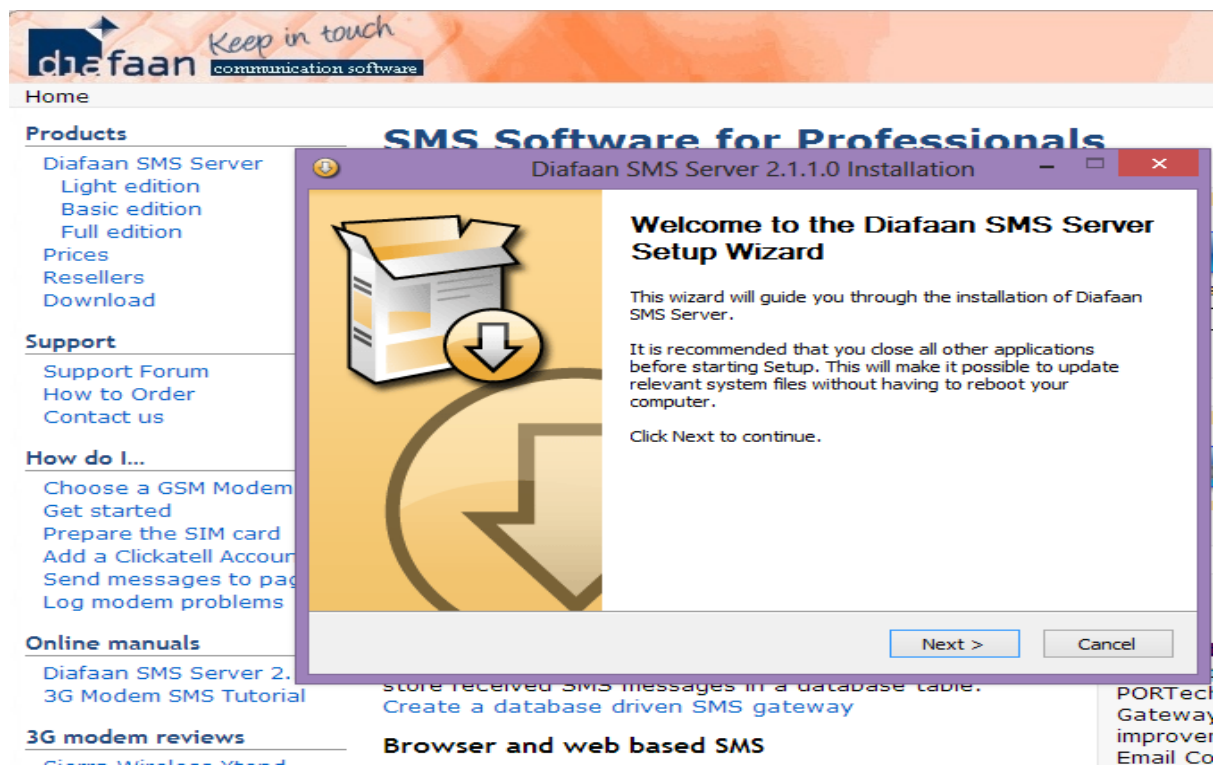 diafaan Keep in touch
communication software
Home
Products
Diafaan SMS Server
Light edition
Basic edition
Full edition
Prices
Resellers
Download
Support
Support Forum
How to Order
Contact us
How do I...
Choose a GSM Modem
Get started
Prepare the SIM card
Add a Clickatell
Send messages to
Log modem problems
Online manuals
Diafaan SMS Server 2.
3G Modem SMS Tutorial
3G modem reviews
SMS Software for Professionals
Diafaan SMS Server 2.1.1.0 Installation
Welcome to the Diafaan SMS Server
Setup Wizard
This wizard will guide you through the installation of Diafaan
SMS Server.
It is recommended that you close all other applications
before starting Setup. This will make it possible to update
relevant system files without having to reboot your
computer.
Click Next to continue.
Next >
Cancel
store received SMS messages in a database table.
Create a database driven SMS gateway
Browser and web based SMS
PORTech
Gateway
Email